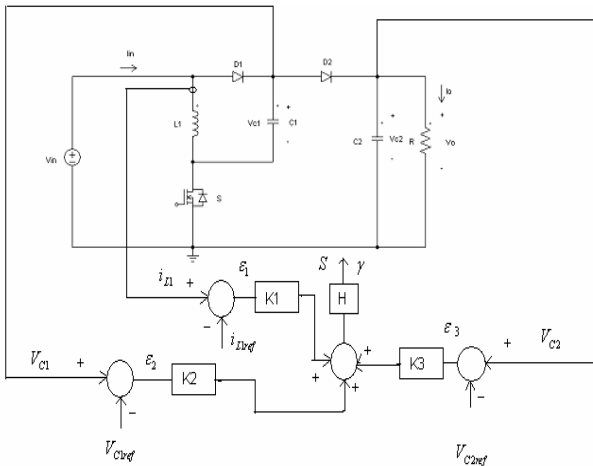 Iin
D1
D2
Io
L1
Vc1
C1
C2
Vc2
R
Vo
Vin
S
S γ
H
i_L1 +
ε1
K1
−
i_L1ref
+
+
+
+
K3
ε3
+
V_C2
−
V_C2ref
V_C1 +
ε2
K2
−
V_C1ref